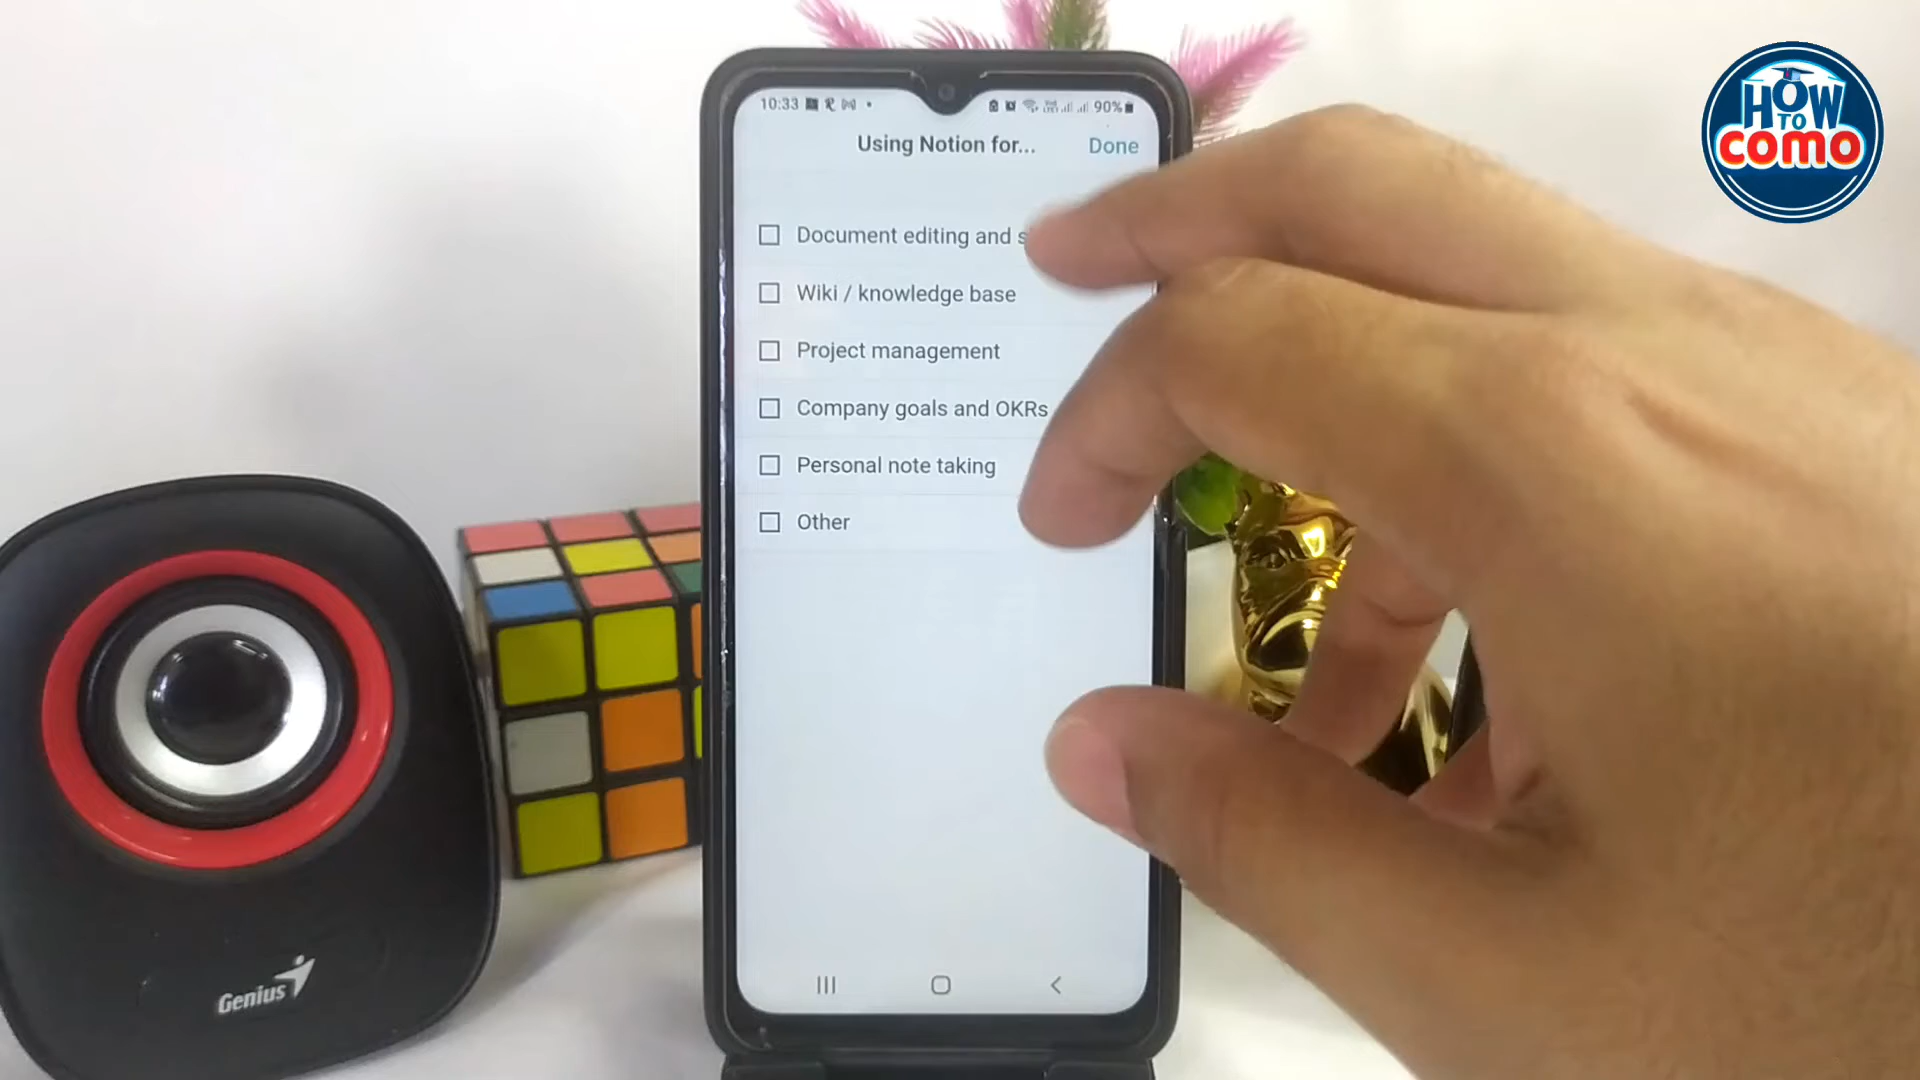 10:33
90%
Using Notion for...
Done
Document editing and
Wiki / knowledge base
Project management
Company goals and OKRs
Personal note taking
Other
HOW
TO
COMO
Genius